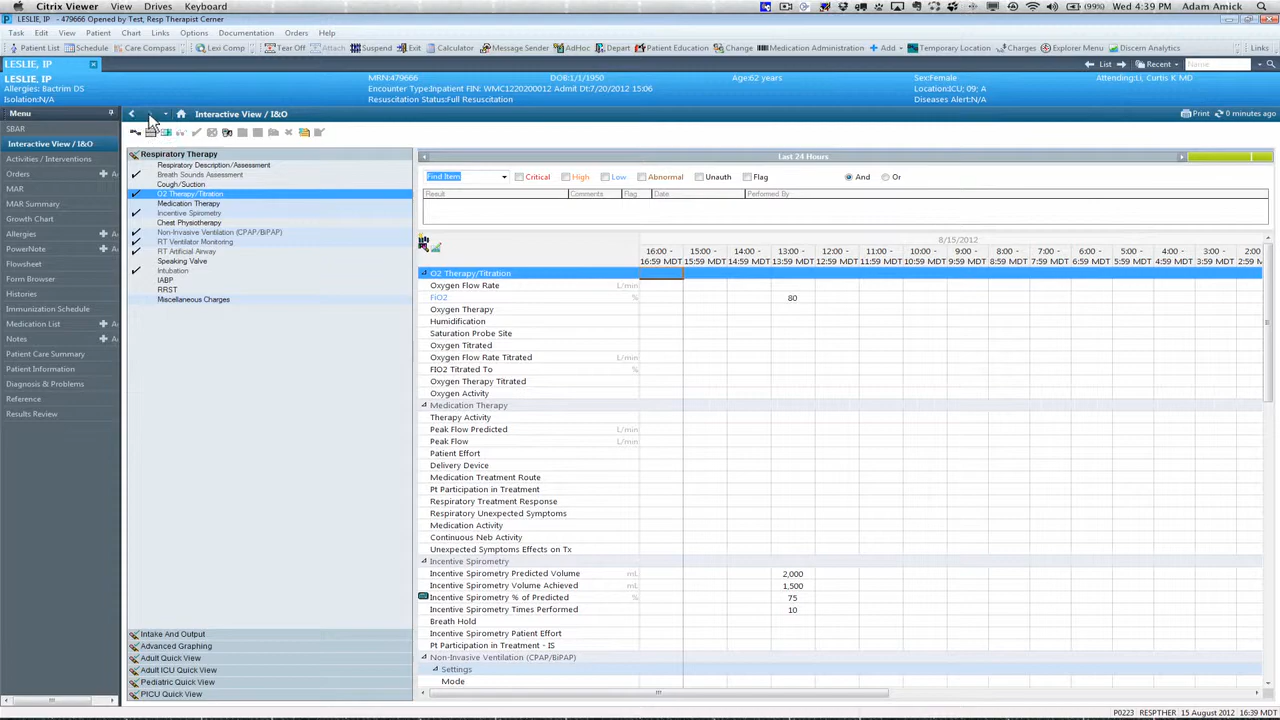 Citrix Viewer View Drives Keyboard (99%) Wed 4:39 PM Adam Amick
LESLIE, IP - 479666 Opened by Test, Resp Therapist Cerner
Task Edit View Patient Chart Links Options Documentation Orders Help
Patient List Schedule Care Compass Lexi Comp Tear Off Attach Suspend Exit Calculator Message Sender AdHoc Depart Patient Education Change Medication Administration Add Temporary Location Charges Explorer Menu Discern Analytics Links
LESLIE, IP List Recent Name
LESLIE, IP MRN:479666 DOB:1/1/1950 Age:62 years Sex:Female Attending:Li, Curtis K MD
Allergies: Bactrim DS Encounter Type:Inpatient FIN: WMC1220200012 Admit Dt:7/20/2012 15:06 Location:ICU; 09; A
Isolation:N/A Resuscitation Status:Full Resuscitation Diseases Alert:N/A
Menu Interactive View / I&O Print 0 minutes ago
SBAR
Interactive View / I&O
Activities / Interventions
Orders A
MAR
MAR Summary
Growth Chart
Allergies A
PowerNote
Flowsheet
Form Browser
Histories
Immunization Schedule
Medication List A
Notes A
Patient Care Summary
Patient Information
Diagnosis & Problems
Reference
Results Review
Respiratory Therapy
Respiratory Description/Assessment
Breath Sounds Assessment
Cough/Suction
O2 Therapy/Titration
Medication Therapy
Incentive Spirometry
Chest Physiotherapy
Non-Invasive Ventilation (CPAP/BiPAP)
RT Ventilator Monitoring
RT Artificial Airway
Speaking Valve
Intubation
IABP
RRST
Miscellaneous Charges
Intake And Output
Advanced Graphing
Adult Quick View
Adult ICU Quick View
Pediatric Quick View
PICU Quick View
Last 24 Hours
Find Item Critical High Low Abnormal Unauth Flag And Or
Result Comments Flag Date Performed By
8/15/2012
16:00 - 15:00 - 14:00 - 13:00 - 12:00 - 11:00 - 10:00 - 9:00 - 8:00 - 7:00 - 6:00 - 5:00 - 4:00 - 3:00 - 2:00
16:59 MDT 15:59 MDT 14:59 MDT 13:59 MDT 12:59 MDT 11:59 MDT 10:59 MDT 9:59 MDT 8:59 MDT 7:59 MDT 6:59 MDT 5:59 MDT 4:59 MDT 3:59 MDT 2:59
O2 Therapy/Titration
Oxygen Flow Rate L/min
FiO2 % 80
Oxygen Therapy
Humidification
Saturation Probe Site
Oxygen Titrated
Oxygen Flow Rate Titrated L/min
FIO2 Titrated To %
Oxygen Therapy Titrated
Oxygen Activity
Medication Therapy
Therapy Activity
Peak Flow Predicted L/min
Peak Flow L/min
Patient Effort
Delivery Device
Medication Treatment Route
Pt Participation in Treatment
Respiratory Treatment Response
Respiratory Unexpected Symptoms
Medication Activity
Continuous Neb Activity
Unexpected Symptoms Effects on Tx
Incentive Spirometry
Incentive Spirometry Predicted Volume mL 2,000
Incentive Spirometry Volume Achieved mL 1,500
Incentive Spirometry % of Predicted % 75
Incentive Spirometry Times Performed 10
Breath Hold
Incentive Spirometry Patient Effort
Pt Participation in Treatment - IS
Non-Invasive Ventilation (CPAP/BiPAP)
Settings
Mode
P0223 RESPTHER 15 August 2012 16:39 MDT